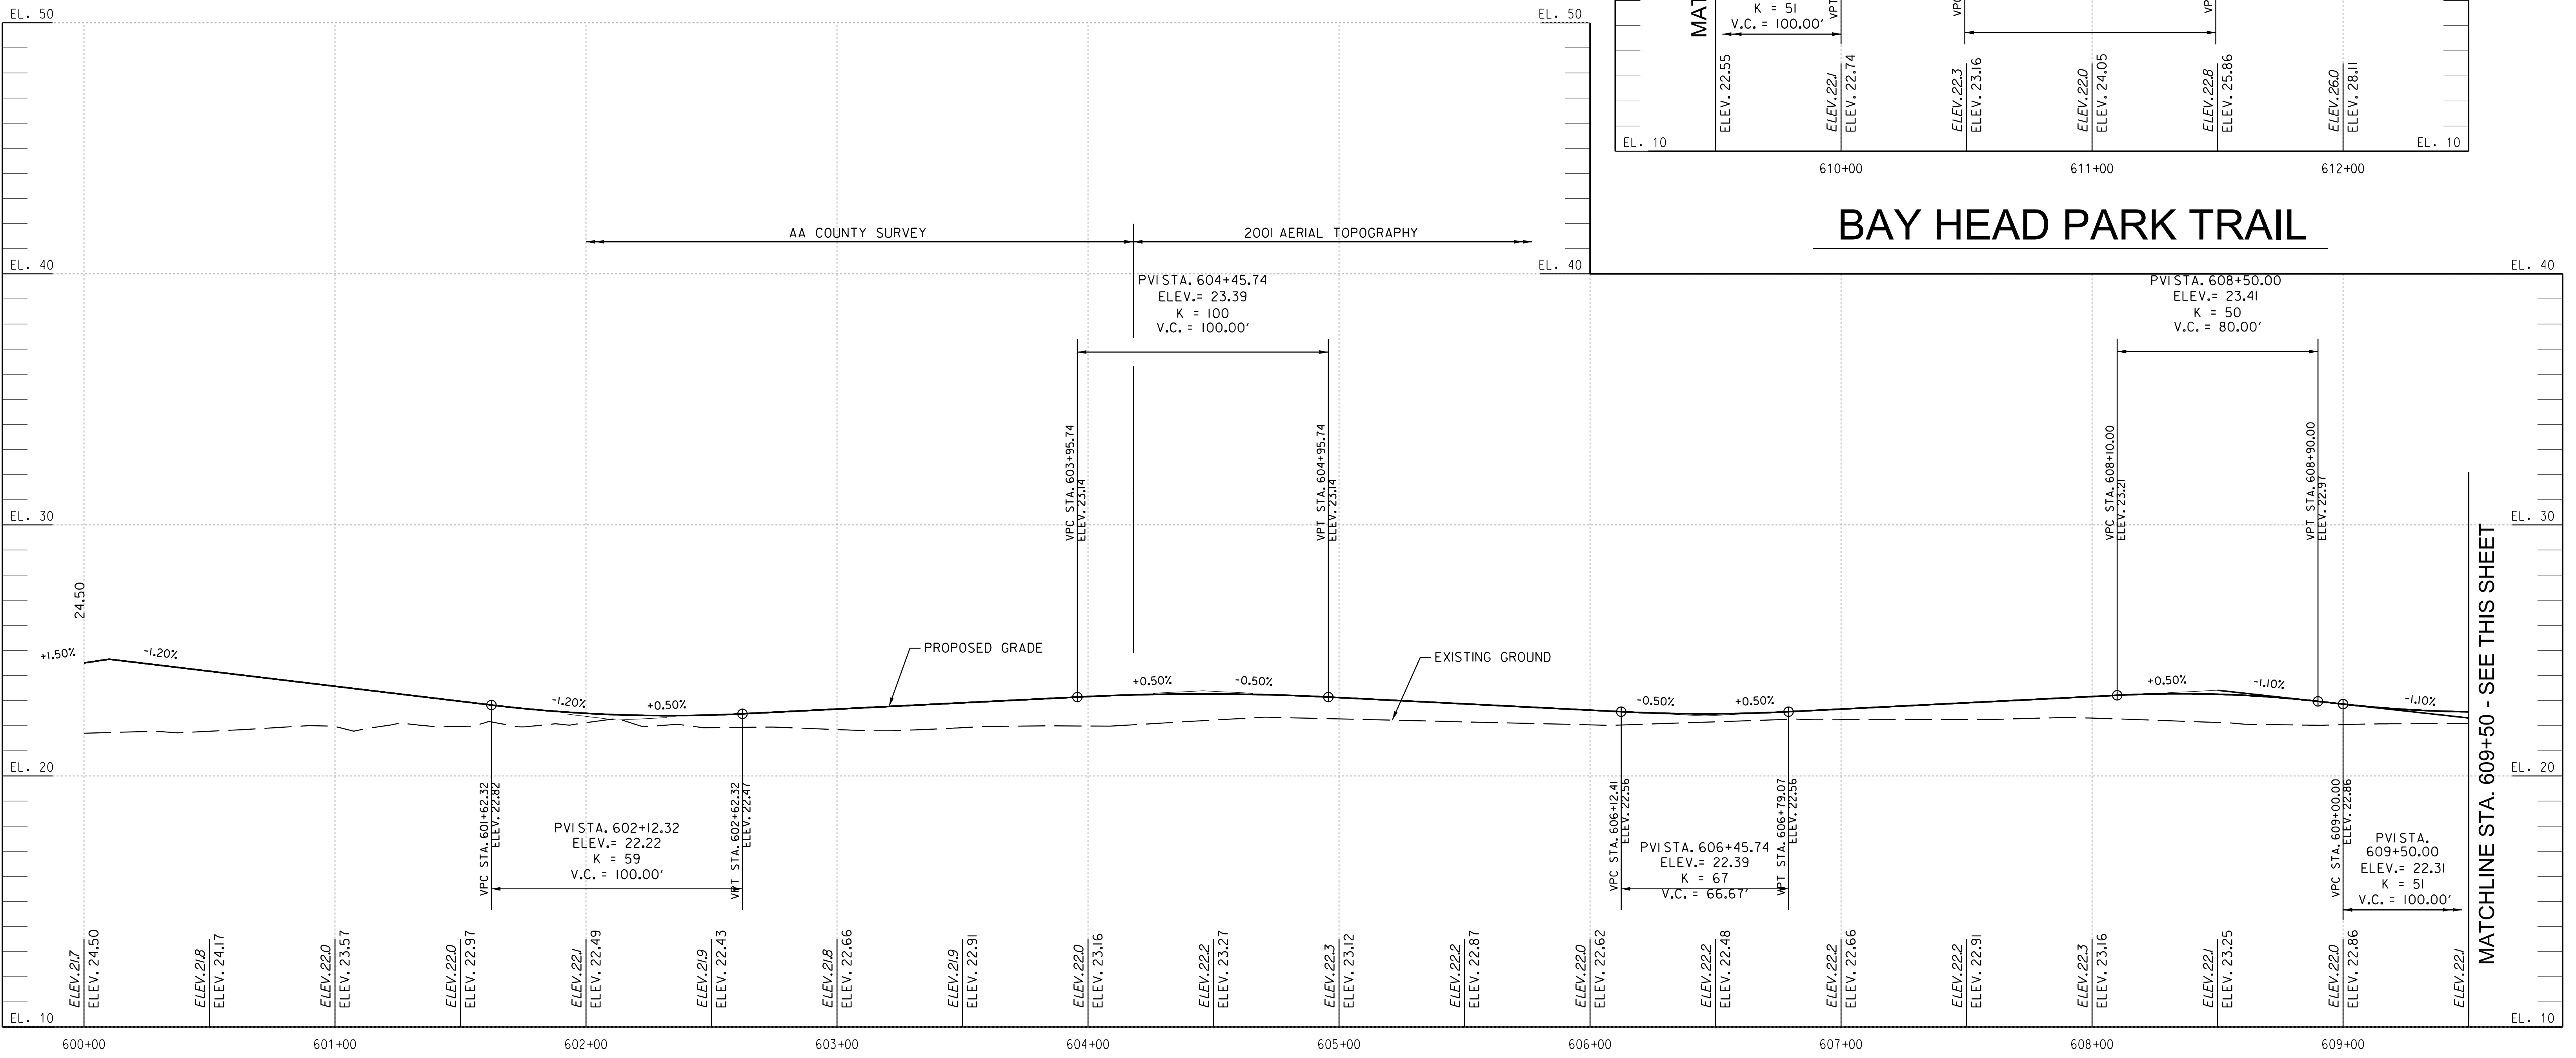 EL. 50
EL. 50
MAT
K = 51
V.C. = 100.00'
VPT
VPC
VP
ELEV. 22.55
ELEV. 22.1
ELEV. 22.74
ELEV. 22.3
ELEV. 23.16
ELEV. 22.0
ELEV. 24.05
ELEV. 22.8
ELEV. 25.86
ELEV. 26.0
ELEV. 28.11
EL. 10
EL. 10
610+00
611+00
612+00
BAY HEAD PARK TRAIL
AA COUNTY SURVEY
2001 AERIAL TOPOGRAPHY
EL. 40
EL. 40
EL. 40
PVI STA. 604+45.74
ELEV.= 23.39
K = 100
V.C. = 100.00'
PVI STA. 608+50.00
ELEV.= 23.41
K = 50
V.C. = 80.00'
VPC STA. 603+95.74
ELEV. 23.14
VPT STA. 604+95.74
ELEV. 23.14
VPC STA. 608+10.00
ELEV. 23.21
VPT STA. 608+90.00
ELEV. 22.97
EL. 30
EL. 30
24.50
+1.50%
-1.20%
-1.20%
+0.50%
PROPOSED GRADE
+0.50%
-0.50%
EXISTING GROUND
-0.50%
+0.50%
+0.50%
-1.10%
-1.10%
EL. 20
EL. 20
VPC STA. 601+62.32
ELEV. 22.82
PVI STA. 602+12.32
ELEV.= 22.22
K = 59
V.C. = 100.00'
VPT STA. 602+62.32
ELEV. 22.47
VPC STA. 606+12.41
ELEV. 22.56
PVI STA. 606+45.74
ELEV.= 22.39
K = 67
V.C. = 66.67'
VPT STA. 606+79.07
ELEV. 22.56
VPC STA. 609+00.00
ELEV. 22.86
PVI STA.
609+50.00
ELEV.= 22.31
K = 51
V.C. = 100.00'
MATCHLINE STA. 609+50 - SEE THIS SHEET
ELEV. 21.7
ELEV. 24.50
ELEV. 21.8
ELEV. 24.17
ELEV. 22.0
ELEV. 23.57
ELEV. 22.0
ELEV. 22.97
ELEV. 22.1
ELEV. 22.49
ELEV. 21.9
ELEV. 22.43
ELEV. 21.8
ELEV. 22.66
ELEV. 21.9
ELEV. 22.91
ELEV. 22.0
ELEV. 23.16
ELEV. 22.2
ELEV. 23.27
ELEV. 22.3
ELEV. 23.12
ELEV. 22.2
ELEV. 22.87
ELEV. 22.0
ELEV. 22.62
ELEV. 22.2
ELEV. 22.48
ELEV. 22.2
ELEV. 22.66
ELEV. 22.2
ELEV. 22.91
ELEV. 22.3
ELEV. 23.16
ELEV. 22.1
ELEV. 23.25
ELEV. 22.0
ELEV. 22.86
ELEV. 22.1
EL. 10
EL. 10
600+00
601+00
602+00
603+00
604+00
605+00
606+00
607+00
608+00
609+00